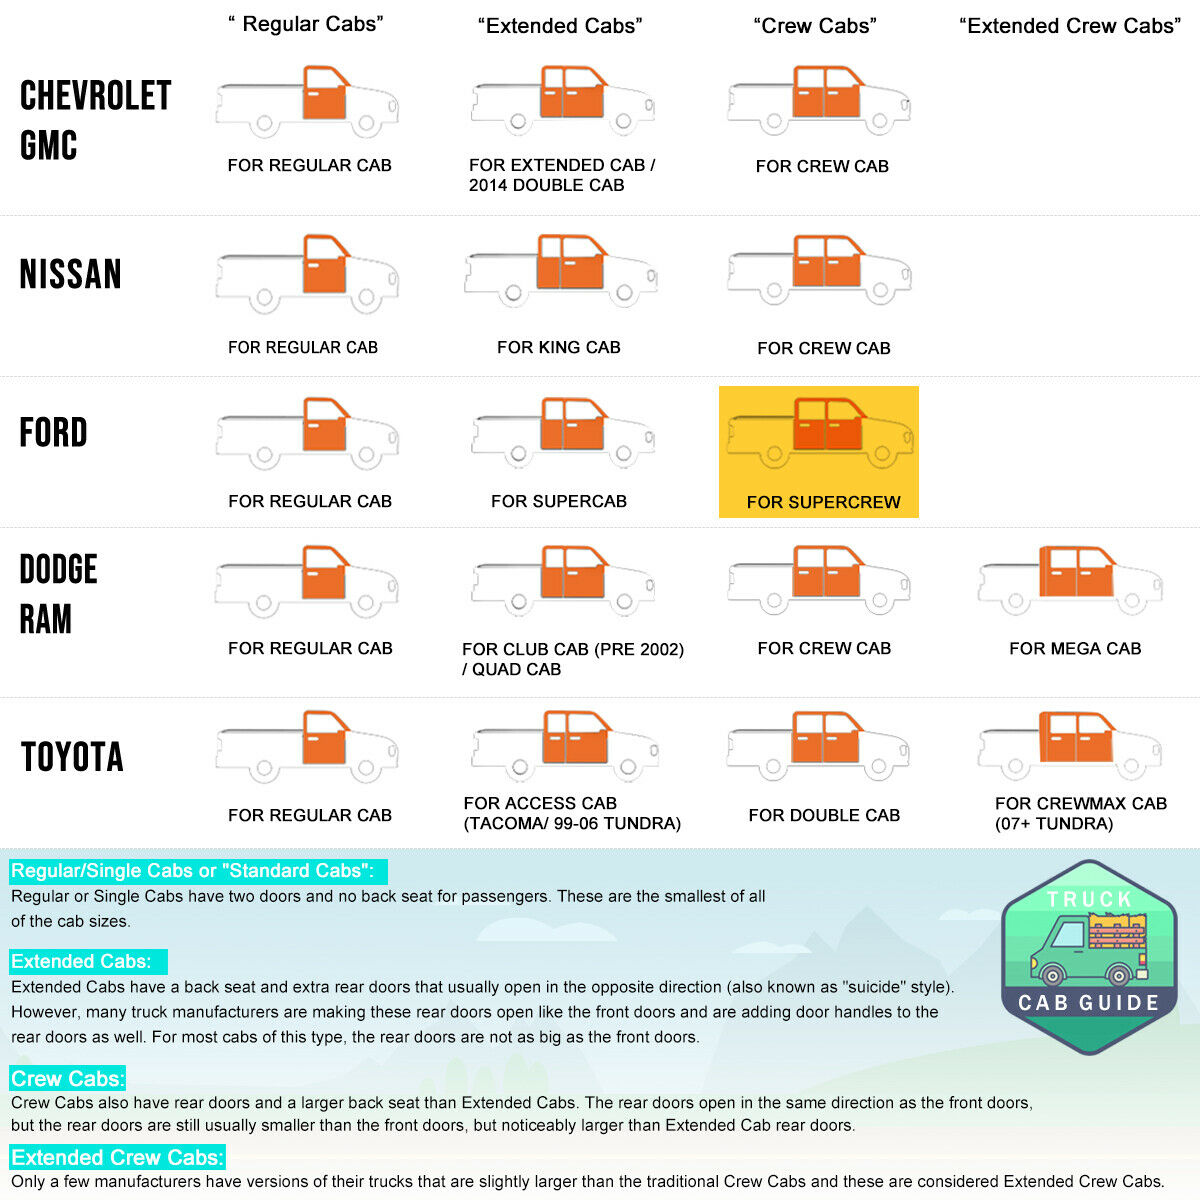 “ Regular Cabs”
“Extended Cabs”
“Crew Cabs”
“Extended Crew Cabs”
CHEVROLET
GMC
FOR REGULAR CAB
FOR EXTENDED CAB /
2014 DOUBLE CAB
FOR CREW CAB
NISSAN
FOR REGULAR CAB
FOR KING CAB
FOR CREW CAB
FORD
FOR REGULAR CAB
FOR SUPERCAB
FOR SUPERCREW
DODGE
RAM
FOR REGULAR CAB
FOR CLUB CAB (PRE 2002)
/ QUAD CAB
FOR CREW CAB
FOR MEGA CAB
TOYOTA
FOR REGULAR CAB
FOR ACCESS CAB
(TACOMA/ 99-06 TUNDRA)
FOR DOUBLE CAB
FOR CREWMAX CAB
(07+ TUNDRA)
Regular/Single Cabs or "Standard Cabs":
Regular or Single Cabs have two doors and no back seat for passengers. These are the smallest of all
of the cab sizes.
Extended Cabs:
Extended Cabs have a back seat and extra rear doors that usually open in the opposite direction (also known as "suicide" style).
However, many truck manufacturers are making these rear doors open like the front doors and are adding door handles to the
rear doors as well. For most cabs of this type, the rear doors are not as big as the front doors.
Crew Cabs:
Crew Cabs also have rear doors and a larger back seat than Extended Cabs. The rear doors open in the same direction as the front doors,
but the rear doors are still usually smaller than the front doors, but noticeably larger than Extended Cab rear doors.
Extended Crew Cabs:
Only a few manufacturers have versions of their trucks that are slightly larger than the traditional Crew Cabs and these are considered Extended Crew Cabs.
TRUCK
CAB GUIDE